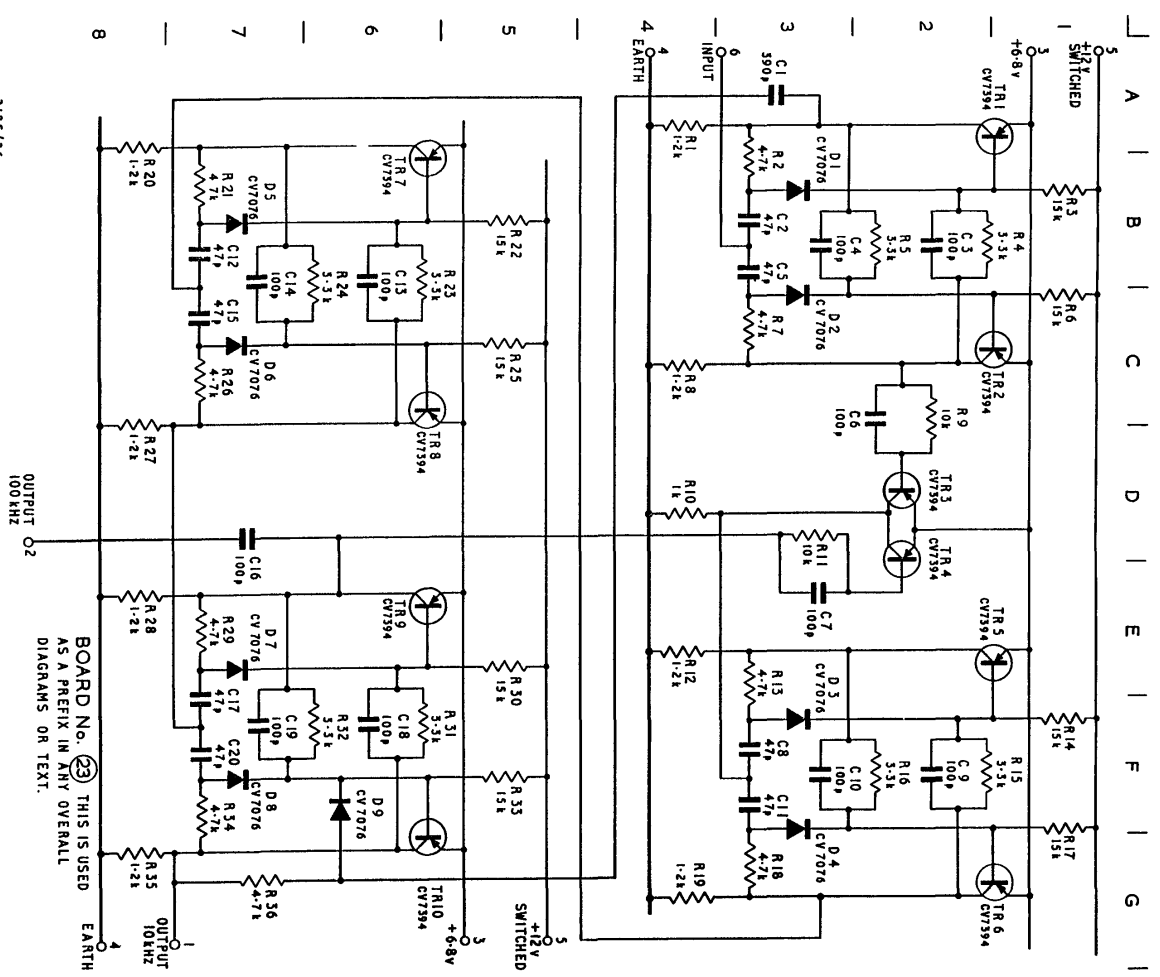 A
B
C
D
E
F
G
1
2
3
4
5
6
7
8
5
+12V
SWITCHED
3
+6·8V
6
INPUT
4
EARTH
TR1
CV7394
R1
1·2k
R2
4·7k
D1
CV7076
C1
390p
C2
47p
R3
15k
R4
3·3k
C3
100p
R5
3·3k
C4
100p
C5
47p
D2
CV7076
R6
15k
R7
4·7k
TR2
CV7394
R8
1·2k
R9
10k
C6
100p
TR3
CV7394
R10
1k
TR4
CV7394
R11
10k
C7
100p
TR5
CV7394
R12
1·2k
R13
4·7k
D3
CV7076
C8
47p
R14
15k
R15
3·3k
C9
100p
R16
3·3k
C10
100p
C11
47p
D4
CV7076
R17
15k
R18
4·7k
TR6
CV7394
R19
1·2k
TR7
CV7394
R20
1·2k
R21
4·7k
D5
CV7076
C12
47p
R22
15k
R23
3·3k
C13
100p
R24
3·3k
C14
100p
C15
47p
D6
CV7076
R25
15k
R26
4·7k
TR8
CV7394
R27
1·2k
C16
100p
OUTPUT
100kHZ
2
TR9
CV7394
R28
1·2k
R29
4·7k
D7
CV7076
C17
47p
R30
15k
R31
3·3k
C18
100p
R32
3·3k
C19
100p
C20
47p
D8
CV7076
R33
15k
R34
4·7k
D9
CV7076
TR10
CV7394
R35
1·2k
R36
4·7k
5
+12V
SWITCHED
3
+6·8V
1
OUTPUT
10kHZ
4
EARTH
BOARD No. 23 THIS IS USED
AS A PREFIX IN ANY OVERALL
DIAGRAMS OR TEXT.